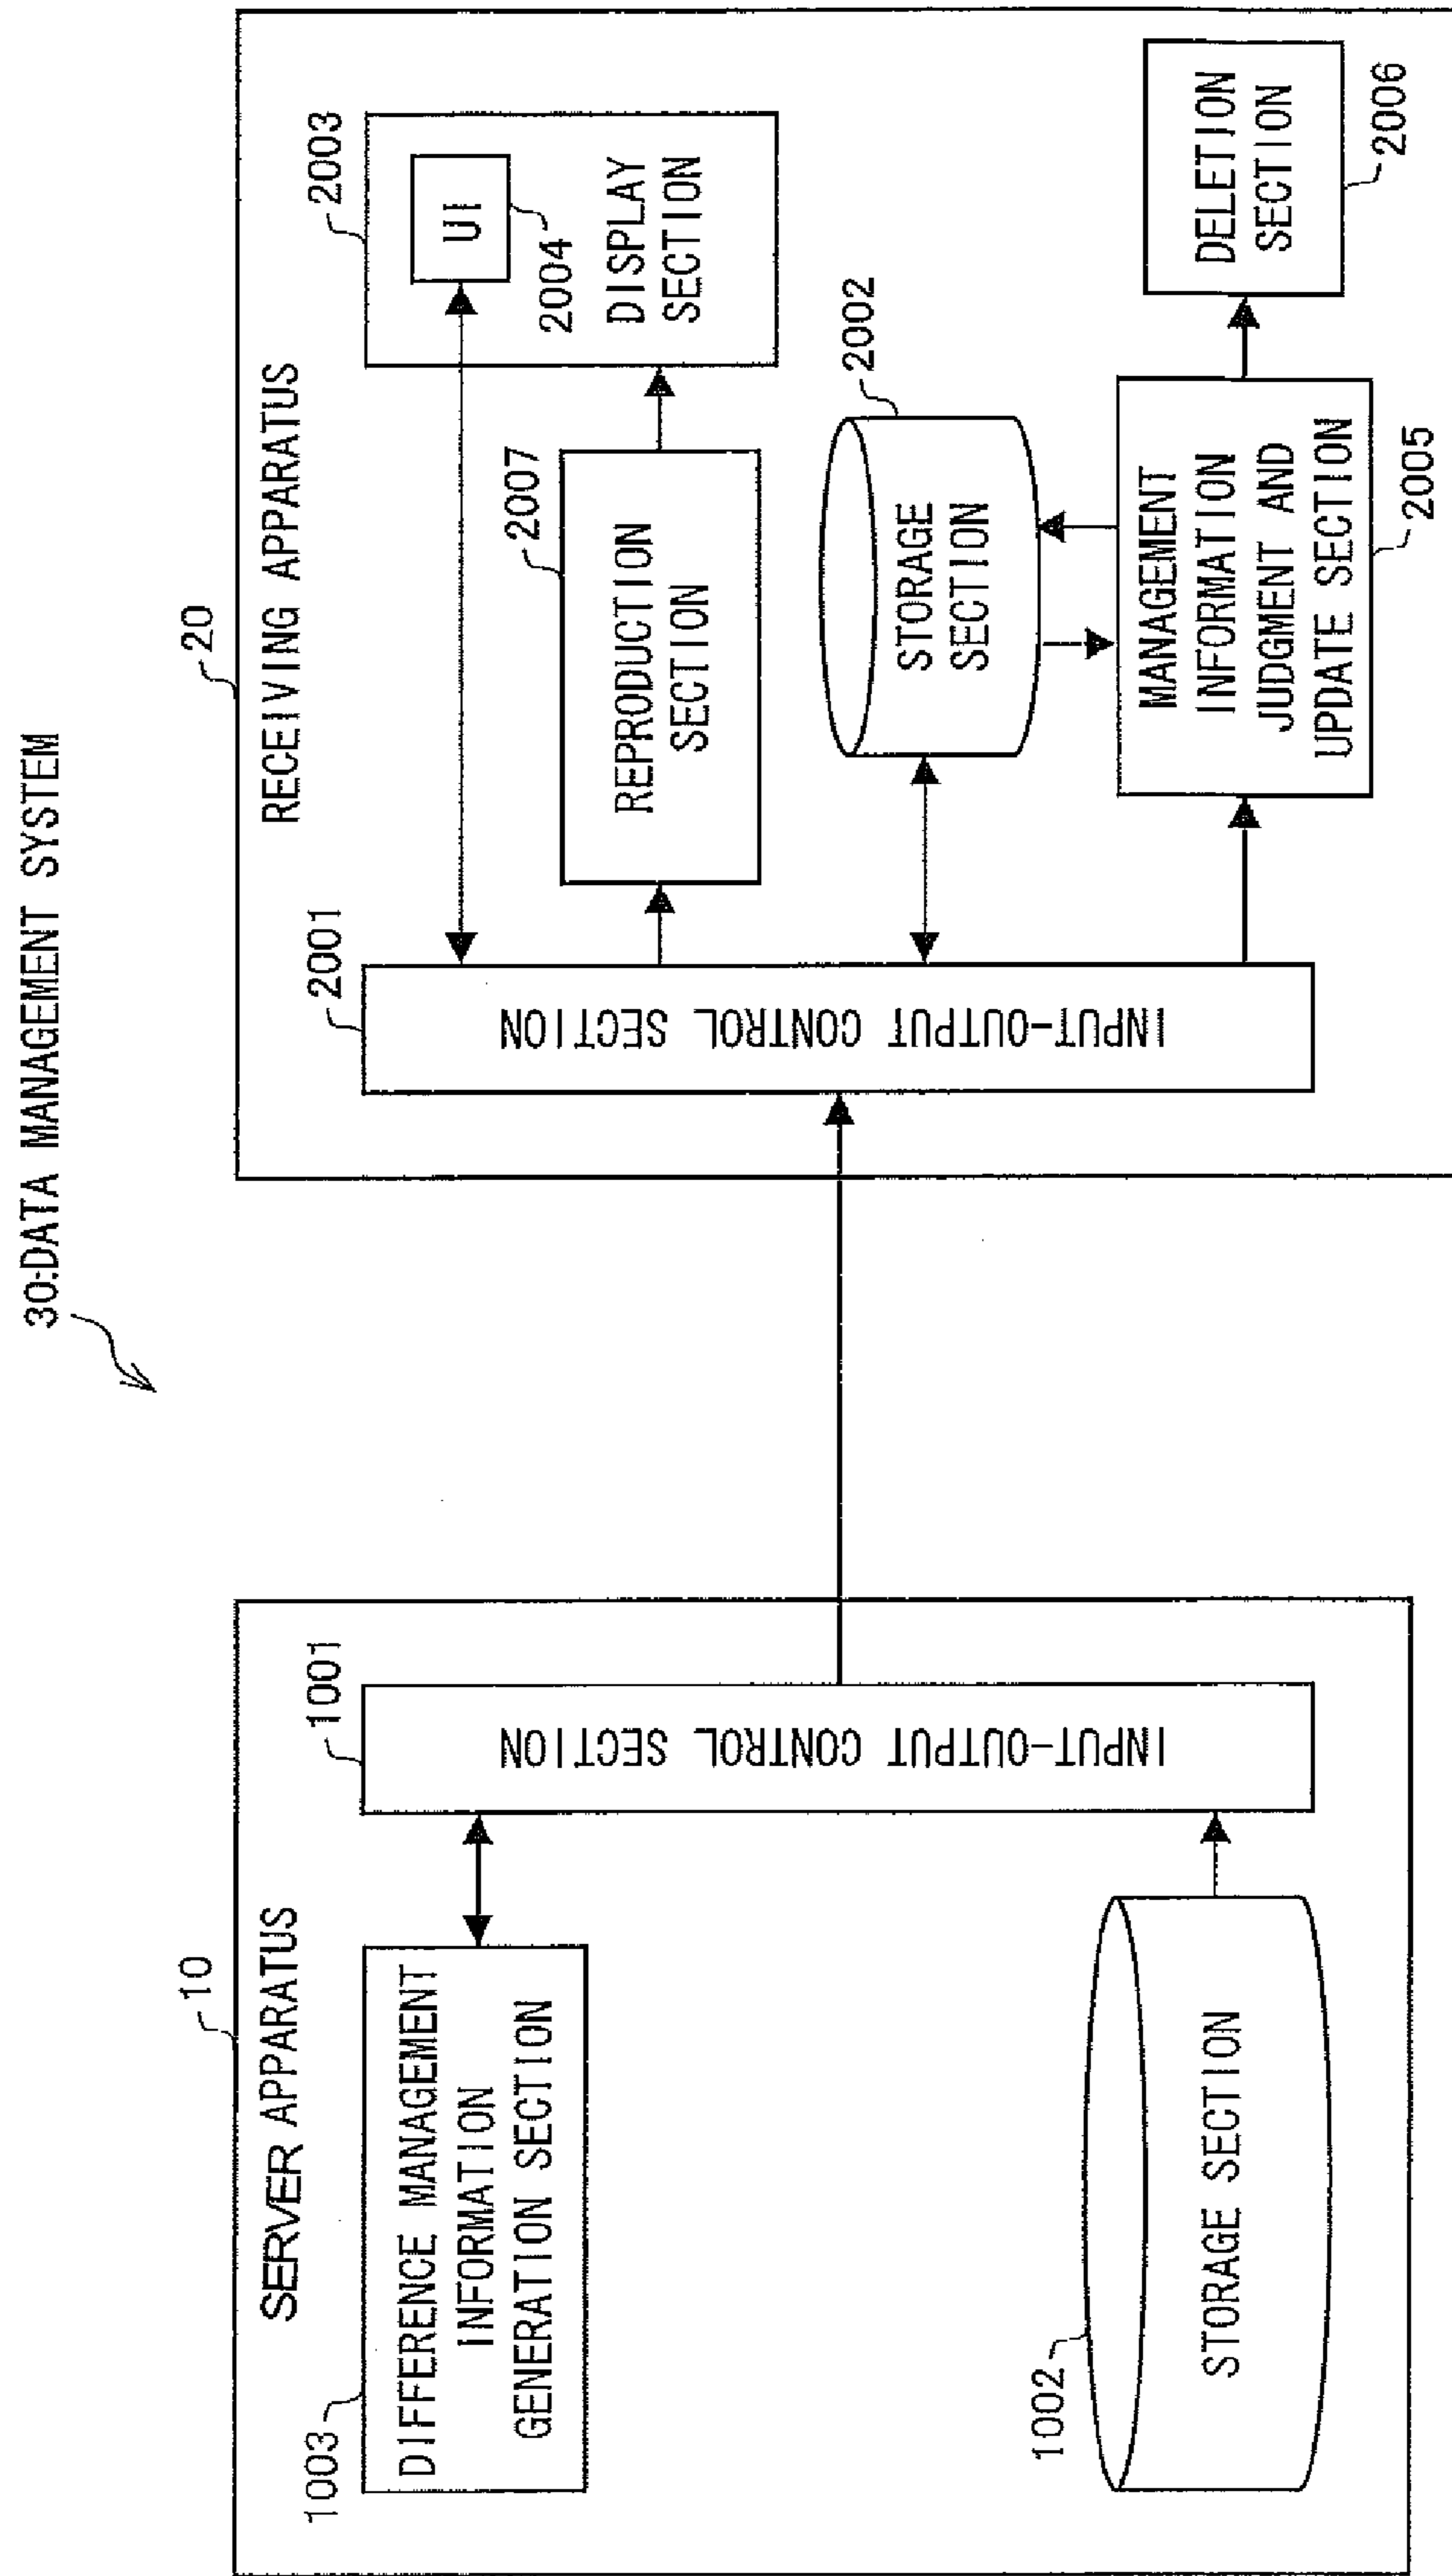 30:DATA MANAGEMENT SYSTEM
10
SERVER APPARATUS
1003
DIFFERENCE MANAGEMENT
INFORMATION
GENERATION SECTION
1001
INPUT-OUTPUT CONTROL SECTION
1002
STORAGE SECTION
20
RECEIVING APPARATUS
2001
INPUT-OUTPUT CONTROL SECTION
2003
UI
2004
DISPLAY
SECTION
2007
REPRODUCTION
SECTION
2002
STORAGE
SECTION
MANAGEMENT
INFORMATION
JUDGMENT AND
UPDATE SECTION
2005
DELETION
SECTION
2006